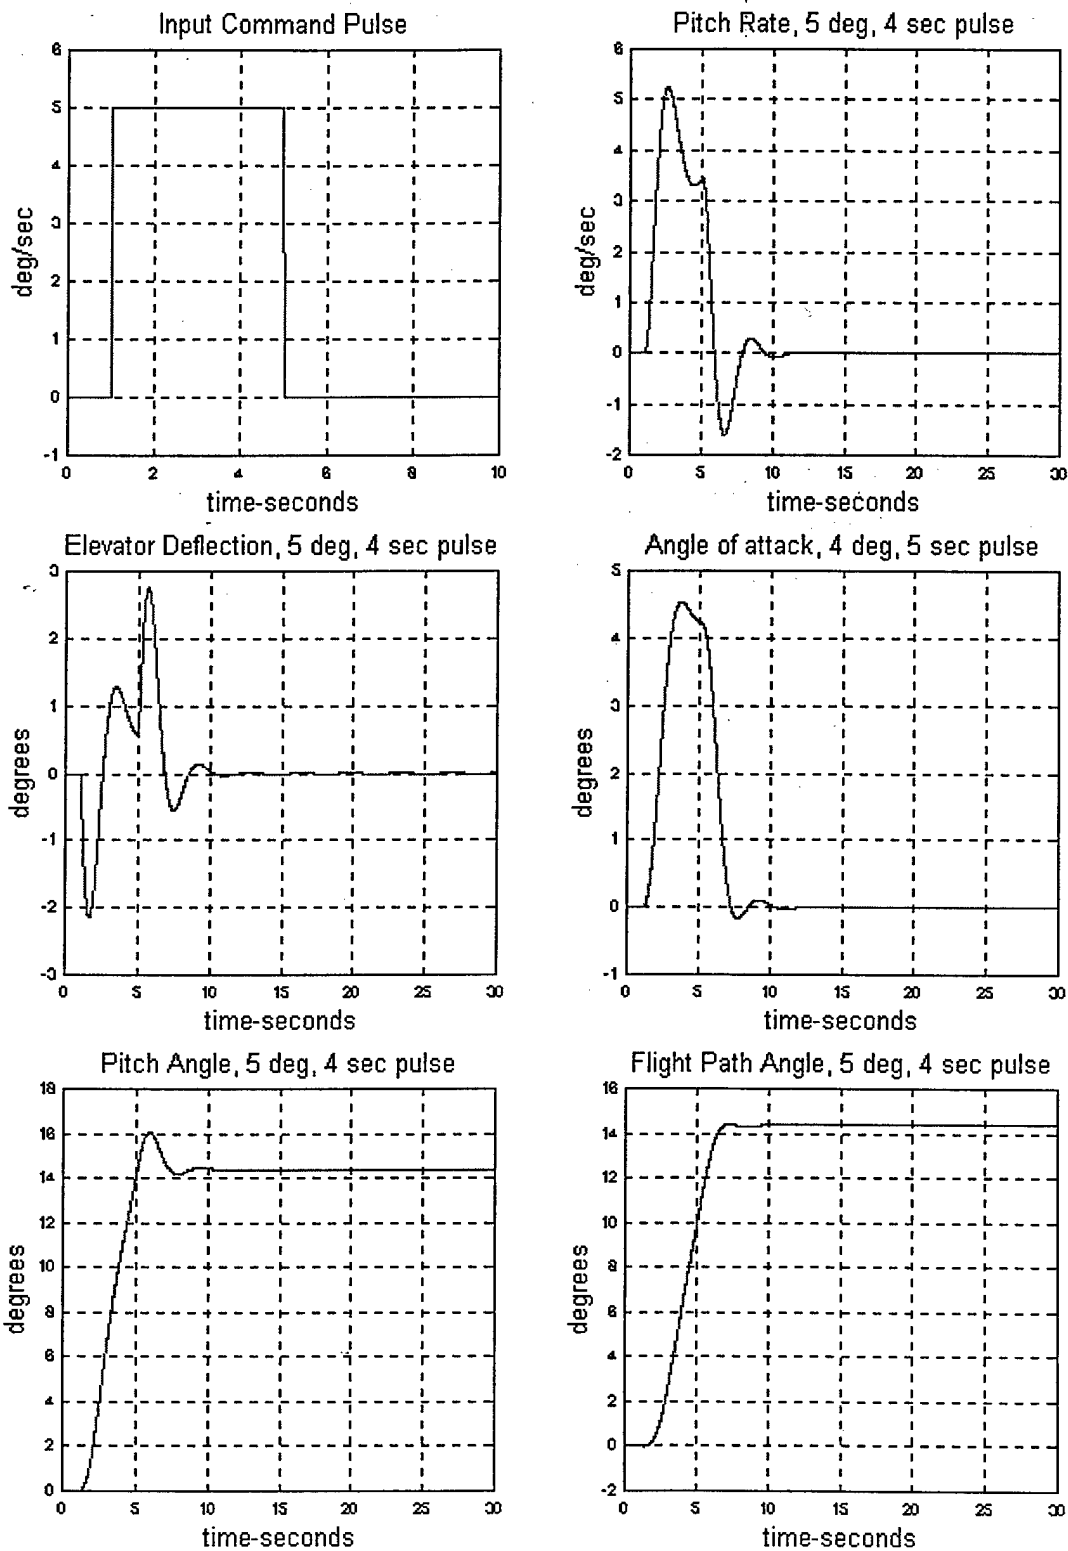 Input Command Pulse
6
5
4
3
2
1
0
-1
deg/sec
0 2 4 6 8 10
time-seconds
Pitch Rate, 5 deg, 4 sec pulse
6
5
4
3
2
1
0
-1
-2
deg/sec
0 5 10 15 20 25 30
time-seconds
Elevator Deflection, 5 deg, 4 sec pulse
3
2
1
0
-1
-2
-3
degrees
0 5 10 15 20 25 30
time-seconds
Angle of attack, 4 deg, 5 sec pulse
5
4
3
2
1
0
-1
degrees
0 5 10 15 20 25 30
time-seconds
Pitch Angle, 5 deg, 4 sec pulse
18
16
14
12
10
8
6
4
2
0
degrees
0 5 10 15 20 25 30
time-seconds
Flight Path Angle, 5 deg, 4 sec pulse
16
14
12
10
8
6
4
2
0
-2
degrees
0 5 10 15 20 25 30
time-seconds